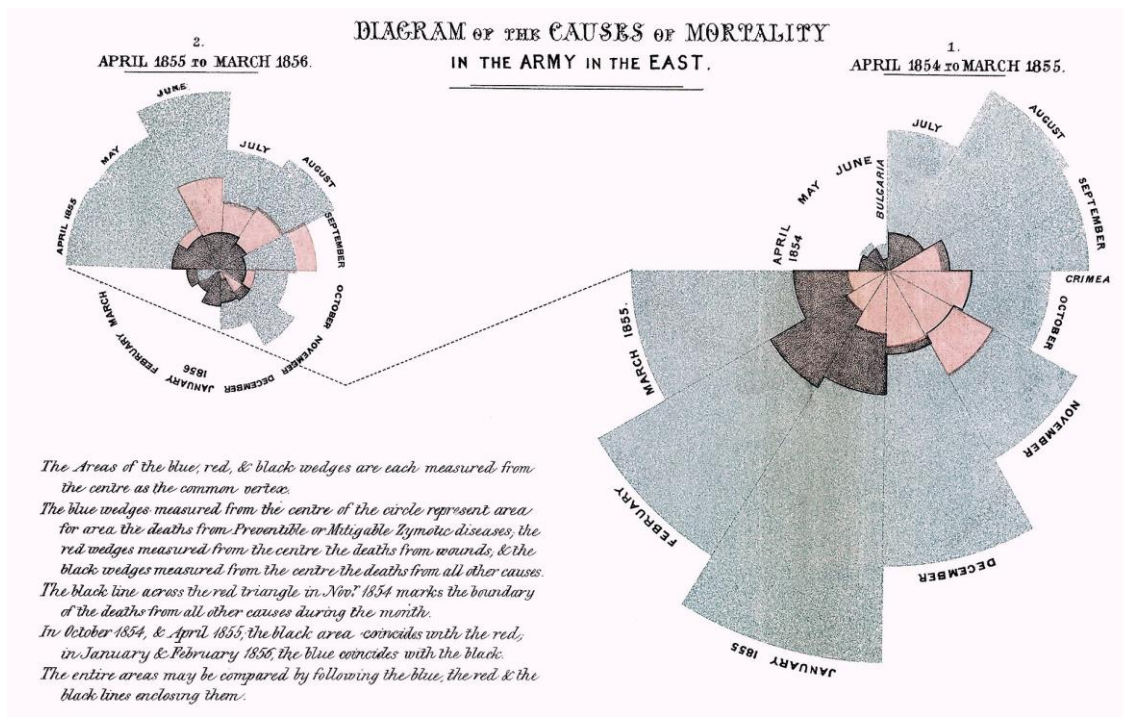 DIAGRAM OF THE CAUSES OF MORTALITY
IN THE ARMY IN THE EAST.
2.
APRIL 1855 TO MARCH 1856.
1.
APRIL 1854 TO MARCH 1855.
JUNE
MAY
JULY
AUGUST
APRIL 1855
SEPTEMBER
OCTOBER
NOVEMBER
DECEMBER
JANUARY
1856
FEBRUARY
MARCH
APRIL
1854
MAY
JUNE
BULGARIA
JULY
AUGUST
SEPTEMBER
CRIMEA
OCTOBER
NOVEMBER
DECEMBER
JANUARY 1855
FEBRUARY
MARCH 1855.
The Areas of the blue, red, & black wedges are each measured from
the centre as the common vertex.
The blue wedges measured from the centre of the circle represent area
for area the deaths from Preventible or Mitigable Zymotic diseases; the
red wedges measured from the centre the deaths from wounds, & the
black wedges measured from the centre the deaths from all other causes.
The black line across the red triangle in Novr. 1854 marks the boundary
of the deaths from all other causes during the month.
In October 1854, & April 1855, the black area coincides with the red;
in January & February 1856, the blue coincides with the black.
The entire areas may be compared by following the blue, the red & the
black lines enclosing them.